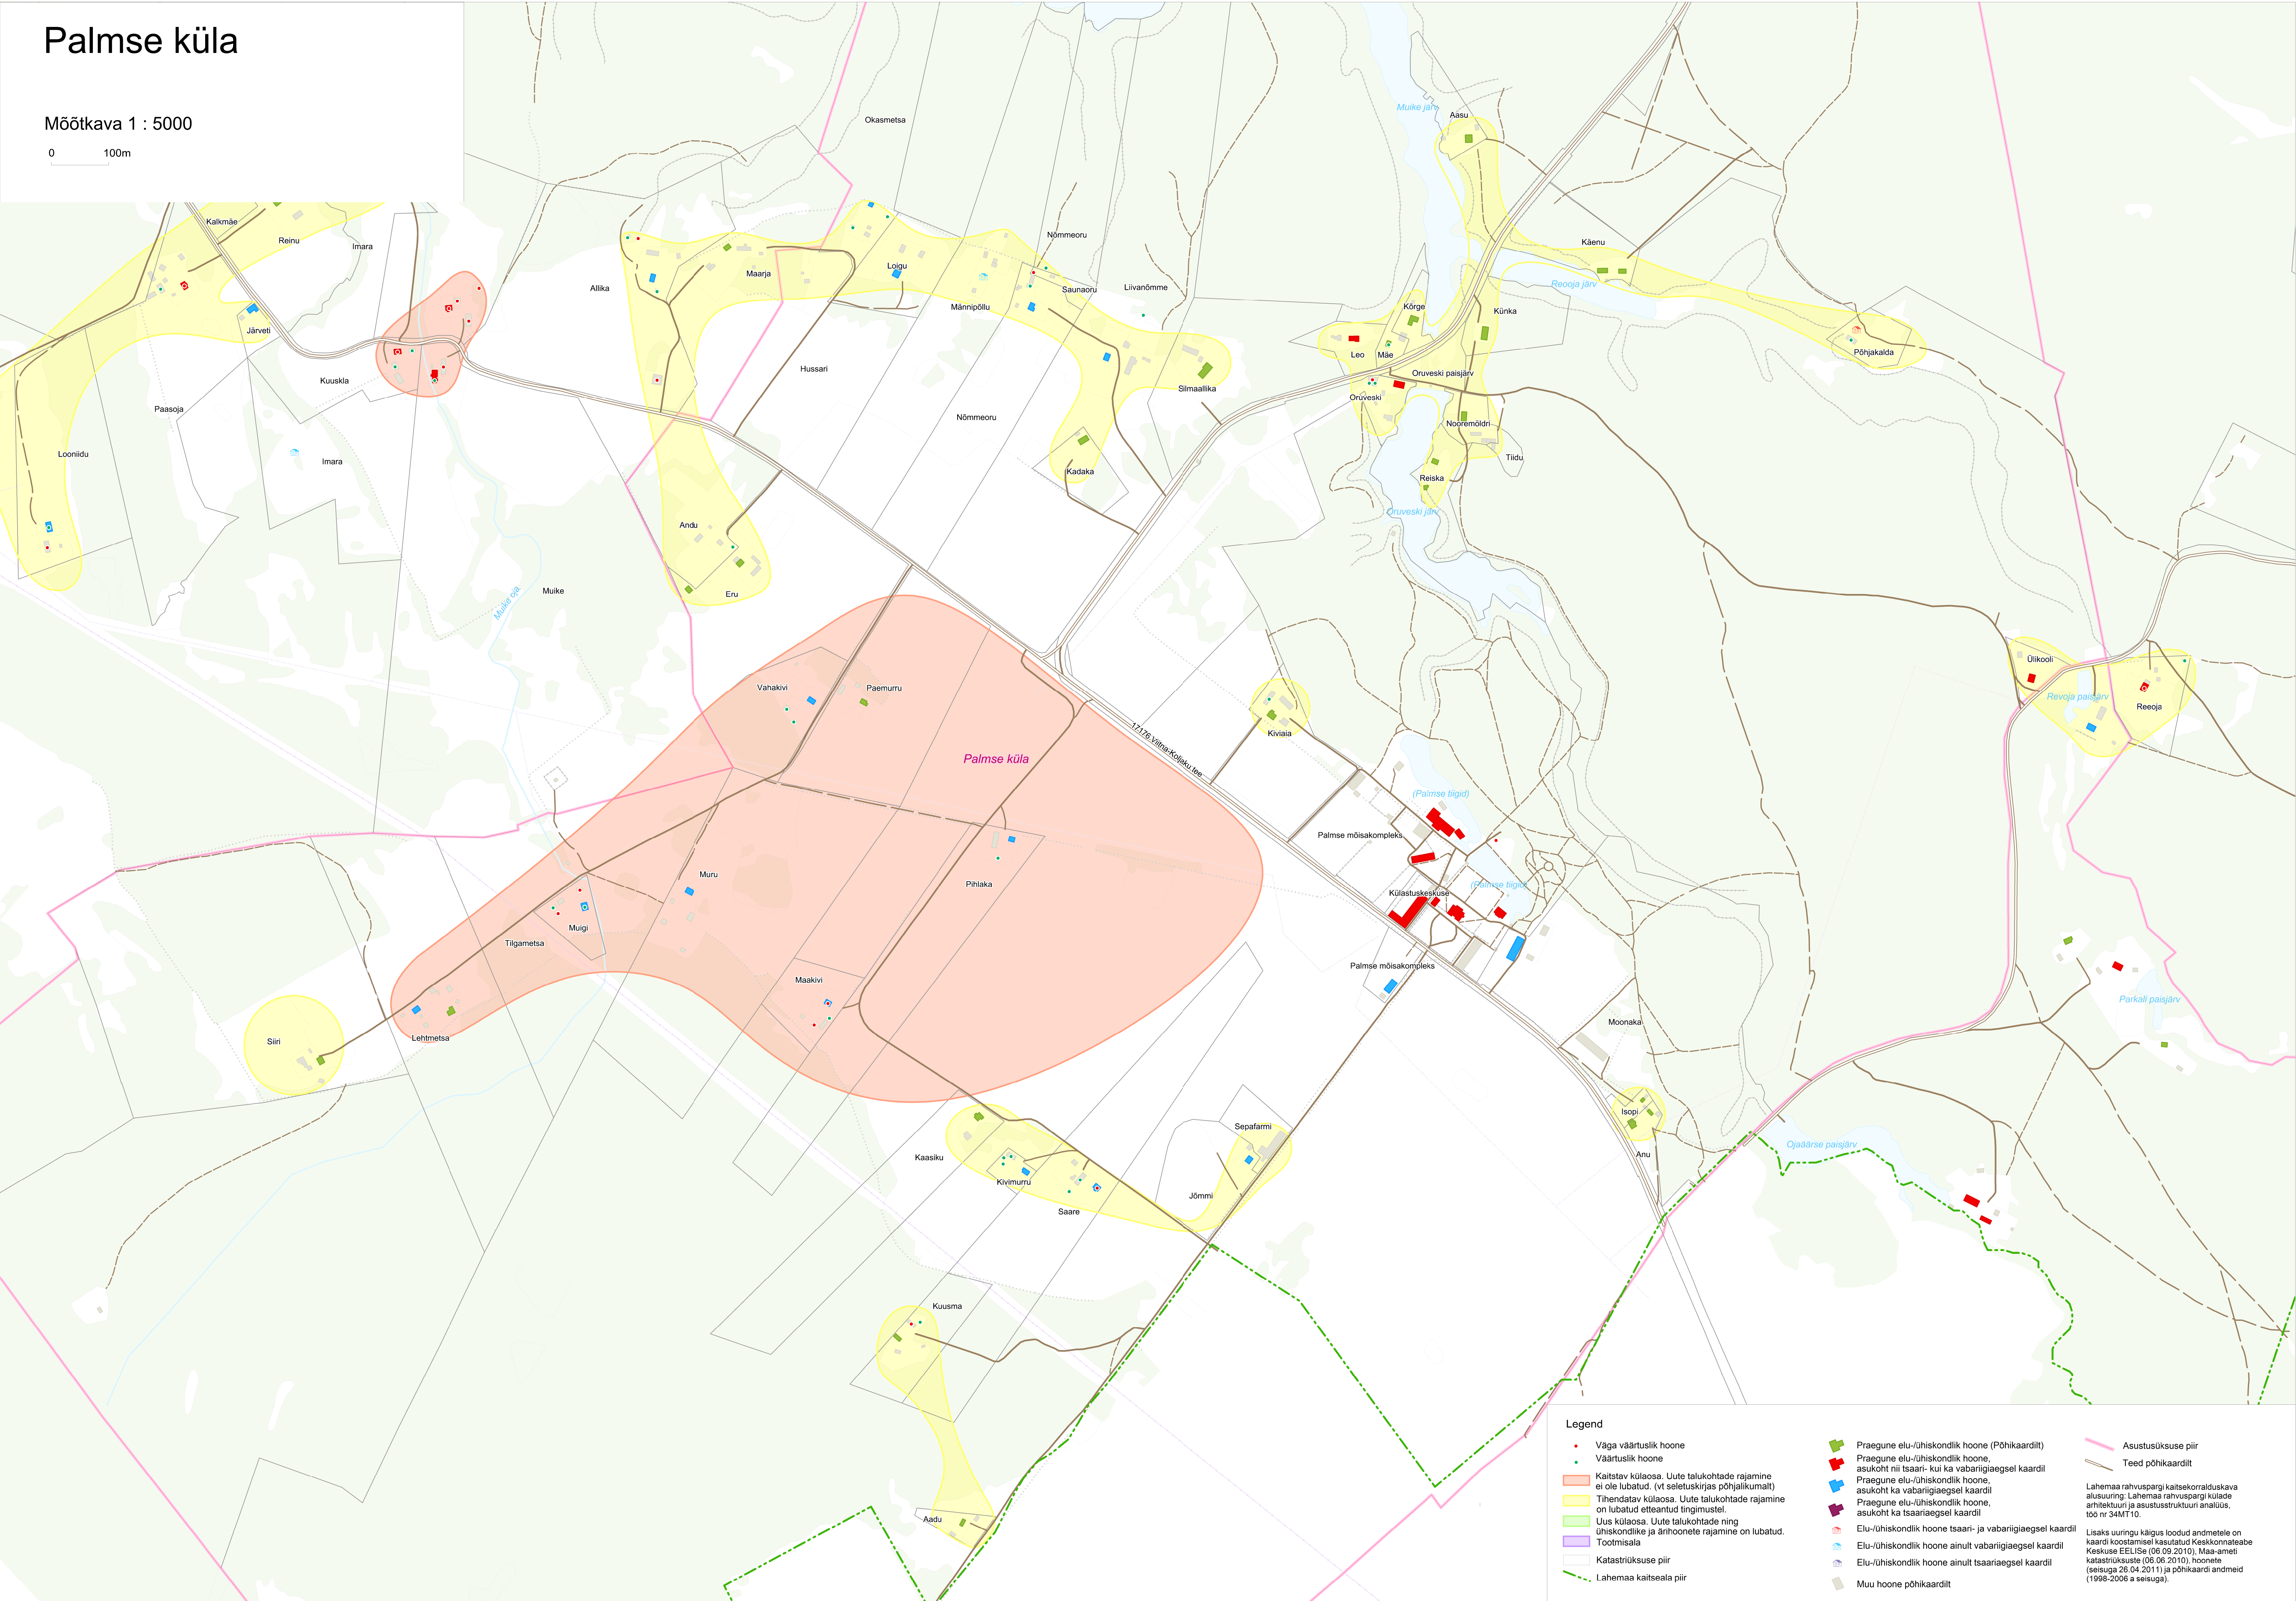 Palmse küla
Mõõtkava 1 : 5000
0 100m
Okasmetsa
Muike järv
Aasu
Kalkmäe
Reinu
Imara
Nõmmeoru
Käenu
Maarja
Loigu
Allika
Saunaoru
Liivanõmme
Reooja järv
Männipõllu
Kõrge
Künka
Järveti
Leo
Mäe
Põhjakalda
Kuuskla
Hussari
Oruveski paisjärv
Silmaallika
Oruveski
Paasoja
Nõmmeoru
Nooremöldri
Looniidu
Imara
Tiidu
Kadaka
Reiska
Oruveski järv
Andu
Muike oja
Muike
Eru
Ülikooli
Vahakivi
Paemurru
Revoja paisjärv
Reeoja
Kiviaia
17176 Viitna-Koljaku tee
Palmse küla
(Palmse tiigid)
Palmse mõisakompleks
Muru
Pihlaka
(Palmse tiigid)
Külastuskeskuse
Muigi
Tilgametsa
Palmse mõisakompleks
Maakivi
Parkali paisjärv
Moonaka
Siiri
Lehtmetsa
Isopi
Sepafarmi
Ojaäärse paisjärv
Kaasiku
Anu
Kivimurru
Jõmmi
Saare
Kuusma
Aadu
Legend
Väga väärtuslik hoone
Väärtuslik hoone
Kaitstav külaosa. Uute talukohtade rajamine
ei ole lubatud. (vt seletuskirjas põhjalikumalt)
Tihendatav külaosa. Uute talukohtade rajamine
on lubatud etteantud tingimustel.
Uus külaosa. Uute talukohtade ning
ühiskondlike ja ärihoonete rajamine on lubatud.
Tootmisala
Katastriüksuse piir
Lahemaa kaitseala piir
Praegune elu-/ühiskondlik hoone (Põhikaardilt)
Praegune elu-/ühiskondlik hoone,
asukoht nii tsaari- kui ka vabariigiaegsel kaardil
Praegune elu-/ühiskondlik hoone,
asukoht ka vabariigiaegsel kaardil
Praegune elu-/ühiskondlik hoone,
asukoht ka tsaariaegsel kaardil
Elu-/ühiskondlik hoone tsaari- ja vabariigiaegsel kaardil
Elu-/ühiskondlik hoone ainult vabariigiaegsel kaardil
Elu-/ühiskondlik hoone ainult tsaariaegsel kaardil
Muu hoone põhikaardilt
Asustusüksuse piir
Teed põhikaardilt
Lahemaa rahvuspargi kaitsekorralduskava
alusuuring: Lahemaa rahvuspargi külade
arhitektuuri ja asustusstruktuuri analüüs,
töö nr 34MT10.
Lisaks uuringu käigus loodud andmetele on
kaardi koostamisel kasutatud Keskkonnateabe
Keskuse EELISe (06.09.2010), Maa-ameti
katastriüksuste (06.06.2010), hoonete
(seisuga 26.04.2011) ja põhikaardi andmeid
(1998-2006 a seisuga).